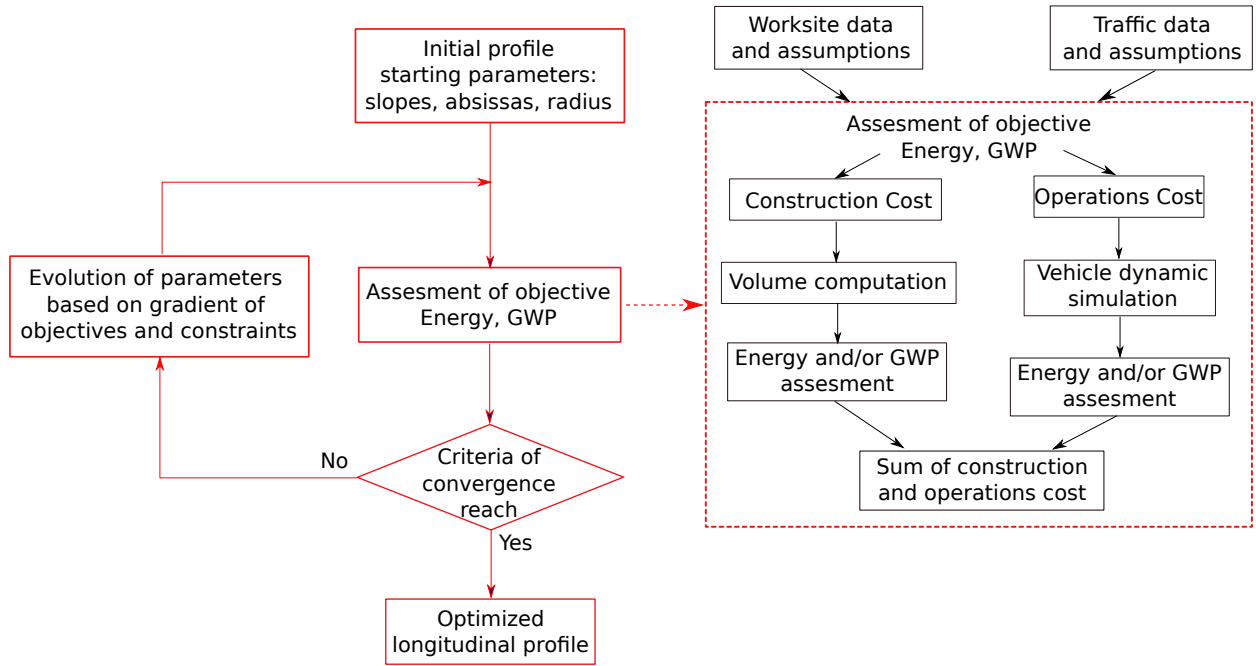 Initial profile
starting parameters:
slopes, absissas, radius
Evolution of parameters
based on gradient of
objectives and constraints
Assesment of objective
Energy, GWP
No
Criteria of
convergence
reach
Yes
Optimized
longitudinal profile
Worksite data
and assumptions
Traffic data
and assumptions
Assesment of objective
Energy, GWP
Construction Cost
Operations Cost
Volume computation
Vehicle dynamic
simulation
Energy and/or GWP
assesment
Energy and/or GWP
assesment
Sum of construction
and operations cost